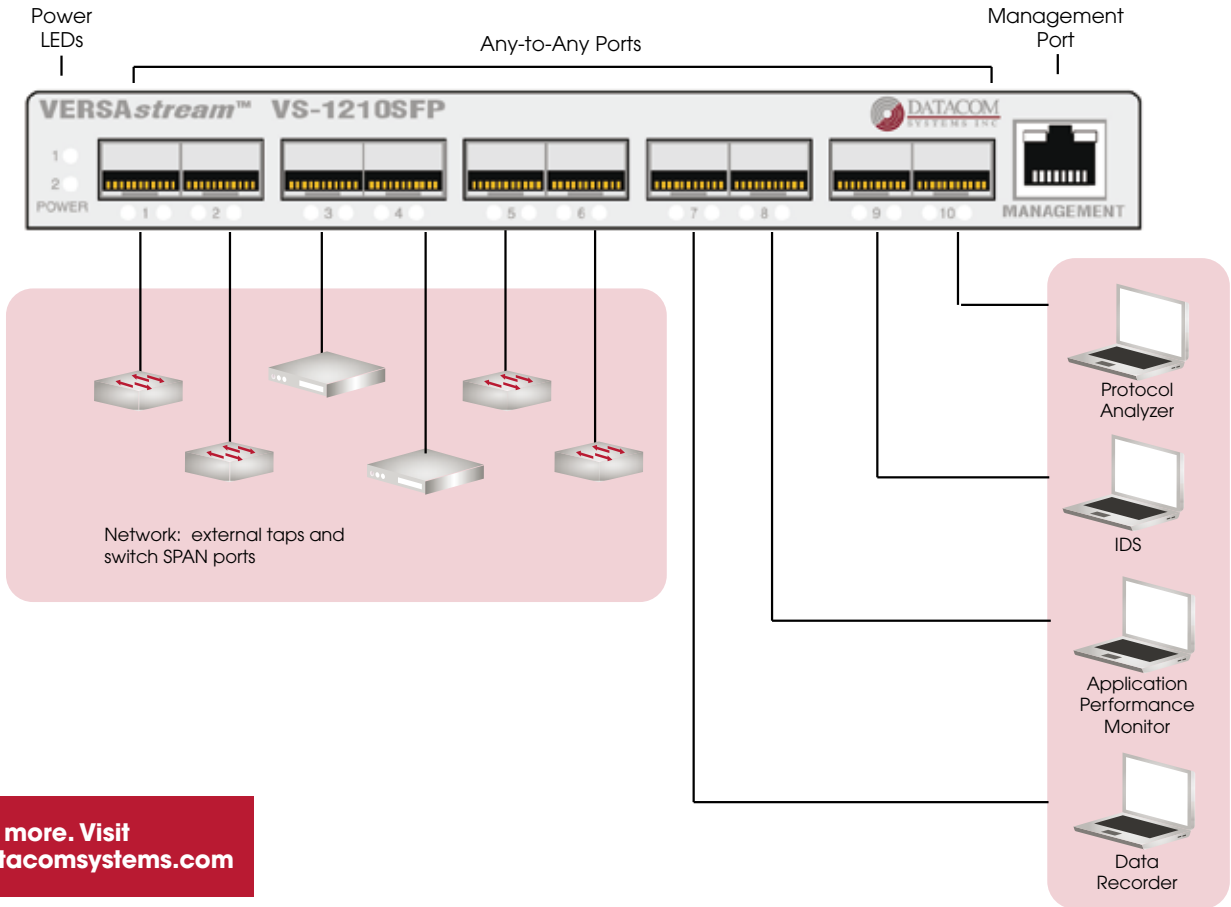 Power
LEDs
Any-to-Any Ports
Management
Port
VERSAstream™ VS-1210SFP
DATACOM
SYSTEMS INC
1
2
POWER
1 2 3 4 5 6 7 8 9 10
MANAGEMENT
Protocol
Analyzer
IDS
Network: external taps and
switch SPAN ports
Application
Performance
Monitor
Data
Recorder
more. Visit
tacomsystems.com